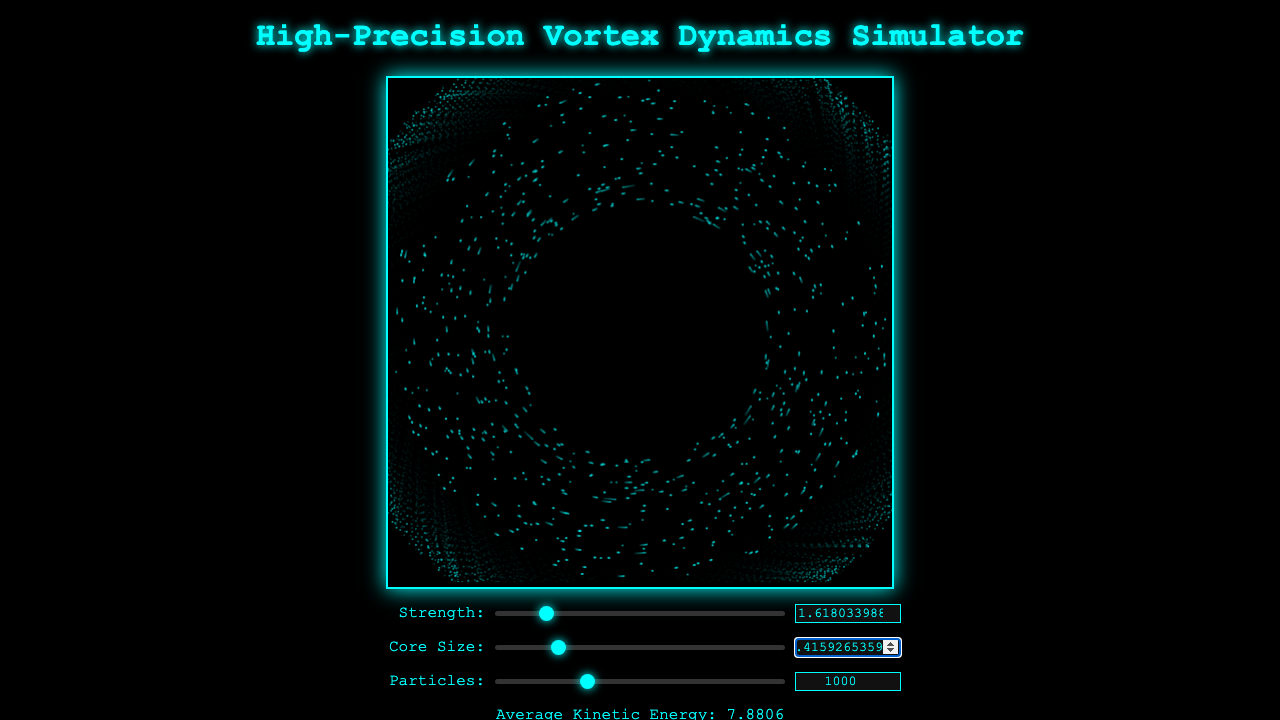 High-Precision Vortex Dynamics Simulator
Strength: 1.61803398
Core Size: .4159265359
Particles: 1000
Average Kinetic Energy: 7.8806